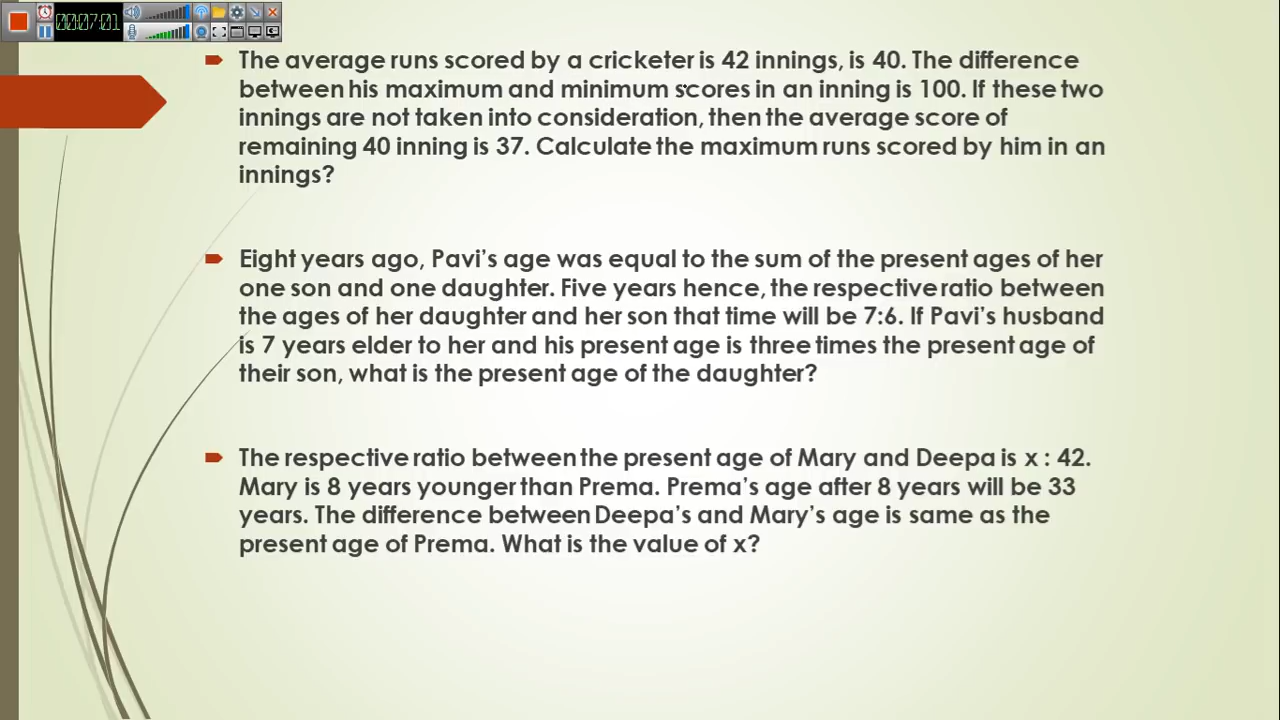 00:07:01
The average runs scored by a cricketer is 42 innings, is 40. The difference
between his maximum and minimum scores in an inning is 100. If these two
innings are not taken into consideration, then the average score of
remaining 40 inning is 37. Calculate the maximum runs scored by him in an
innings?
Eight years ago, Pavi’s age was equal to the sum of the present ages of her
one son and one daughter. Five years hence, the respective ratio between
the ages of her daughter and her son that time will be 7:6. If Pavi’s husband
is 7 years elder to her and his present age is three times the present age of
their son, what is the present age of the daughter?
The respective ratio between the present age of Mary and Deepa is x : 42.
Mary is 8 years younger than Prema. Prema’s age after 8 years will be 33
years. The difference between Deepa’s and Mary’s age is same as the
present age of Prema. What is the value of x?